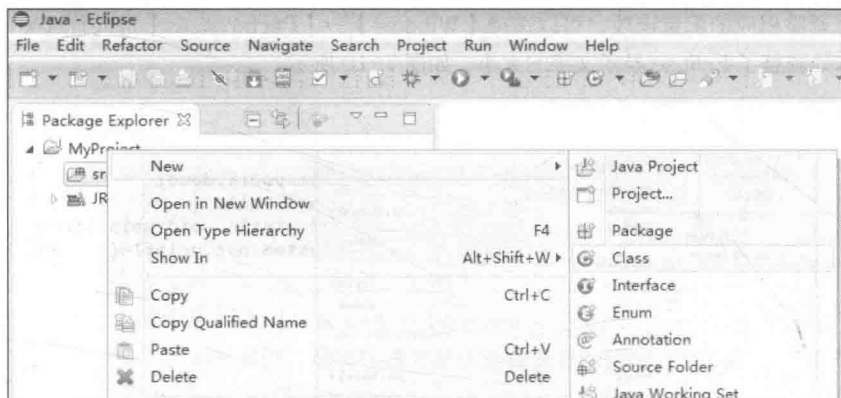 Java - Eclipse
File Edit Refactor Source Navigate Search Project Run Window Help
Package Explorer
MyProject
sr
JR
New
Open in New Window
Open Type Hierarchy F4
Show In Alt+Shift+W
Copy Ctrl+C
Copy Qualified Name
Paste Ctrl+V
Delete Delete
Java Project
Project...
Package
Class
Interface
Enum
Annotation
Source Folder
Java Working Set